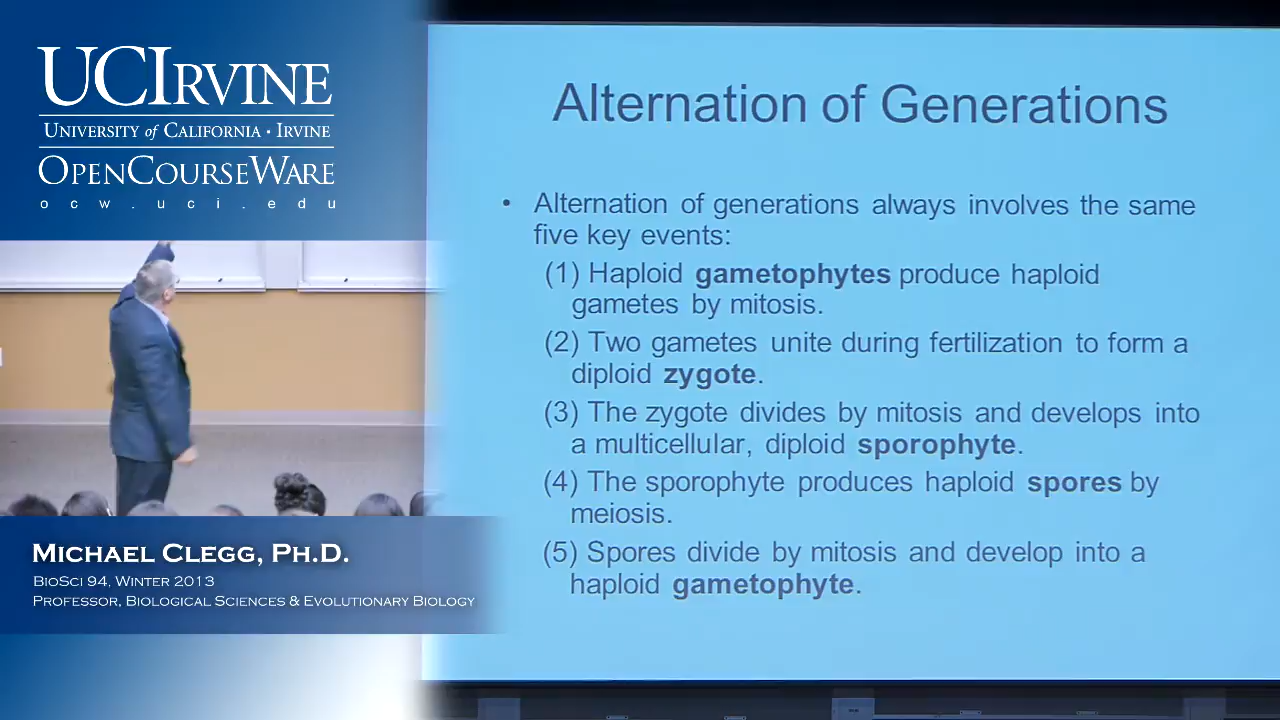 UCIRVINE
UNIVERSITY of CALIFORNIA • IRVINE
OPENCOURSEWARE
ocw.uci.edu
MICHAEL CLEGG, PH.D.
BIOSCI 94, WINTER 2013
PROFESSOR, BIOLOGICAL SCIENCES & EVOLUTIONARY BIOLOGY
Alternation of Generations
• Alternation of generations always involves the same
five key events:
(1) Haploid gametophytes produce haploid
gametes by mitosis.
(2) Two gametes unite during fertilization to form a
diploid zygote.
(3) The zygote divides by mitosis and develops into
a multicellular, diploid sporophyte.
(4) The sporophyte produces haploid spores by
meiosis.
(5) Spores divide by mitosis and develop into a
haploid gametophyte.